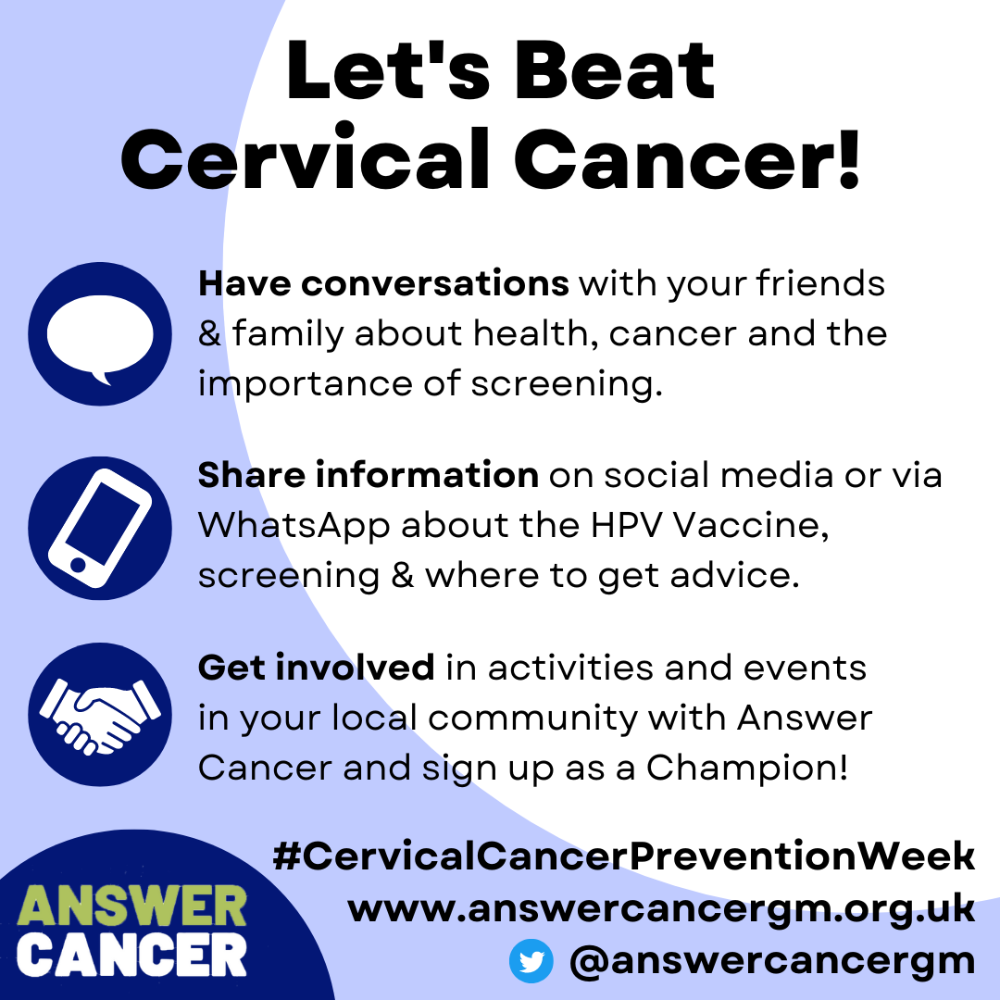 Let's Beat
Cervical Cancer!
Have conversations with your friends
& family about health, cancer and the
importance of screening.
Share information on social media or via
WhatsApp about the HPV Vaccine,
screening & where to get advice.
Get involved in activities and events
in your local community with Answer
Cancer and sign up as a Champion!
#CervicalCancerPreventionWeek
www.answercancergm.org.uk
@answercancergm
ANSWER
CANCER